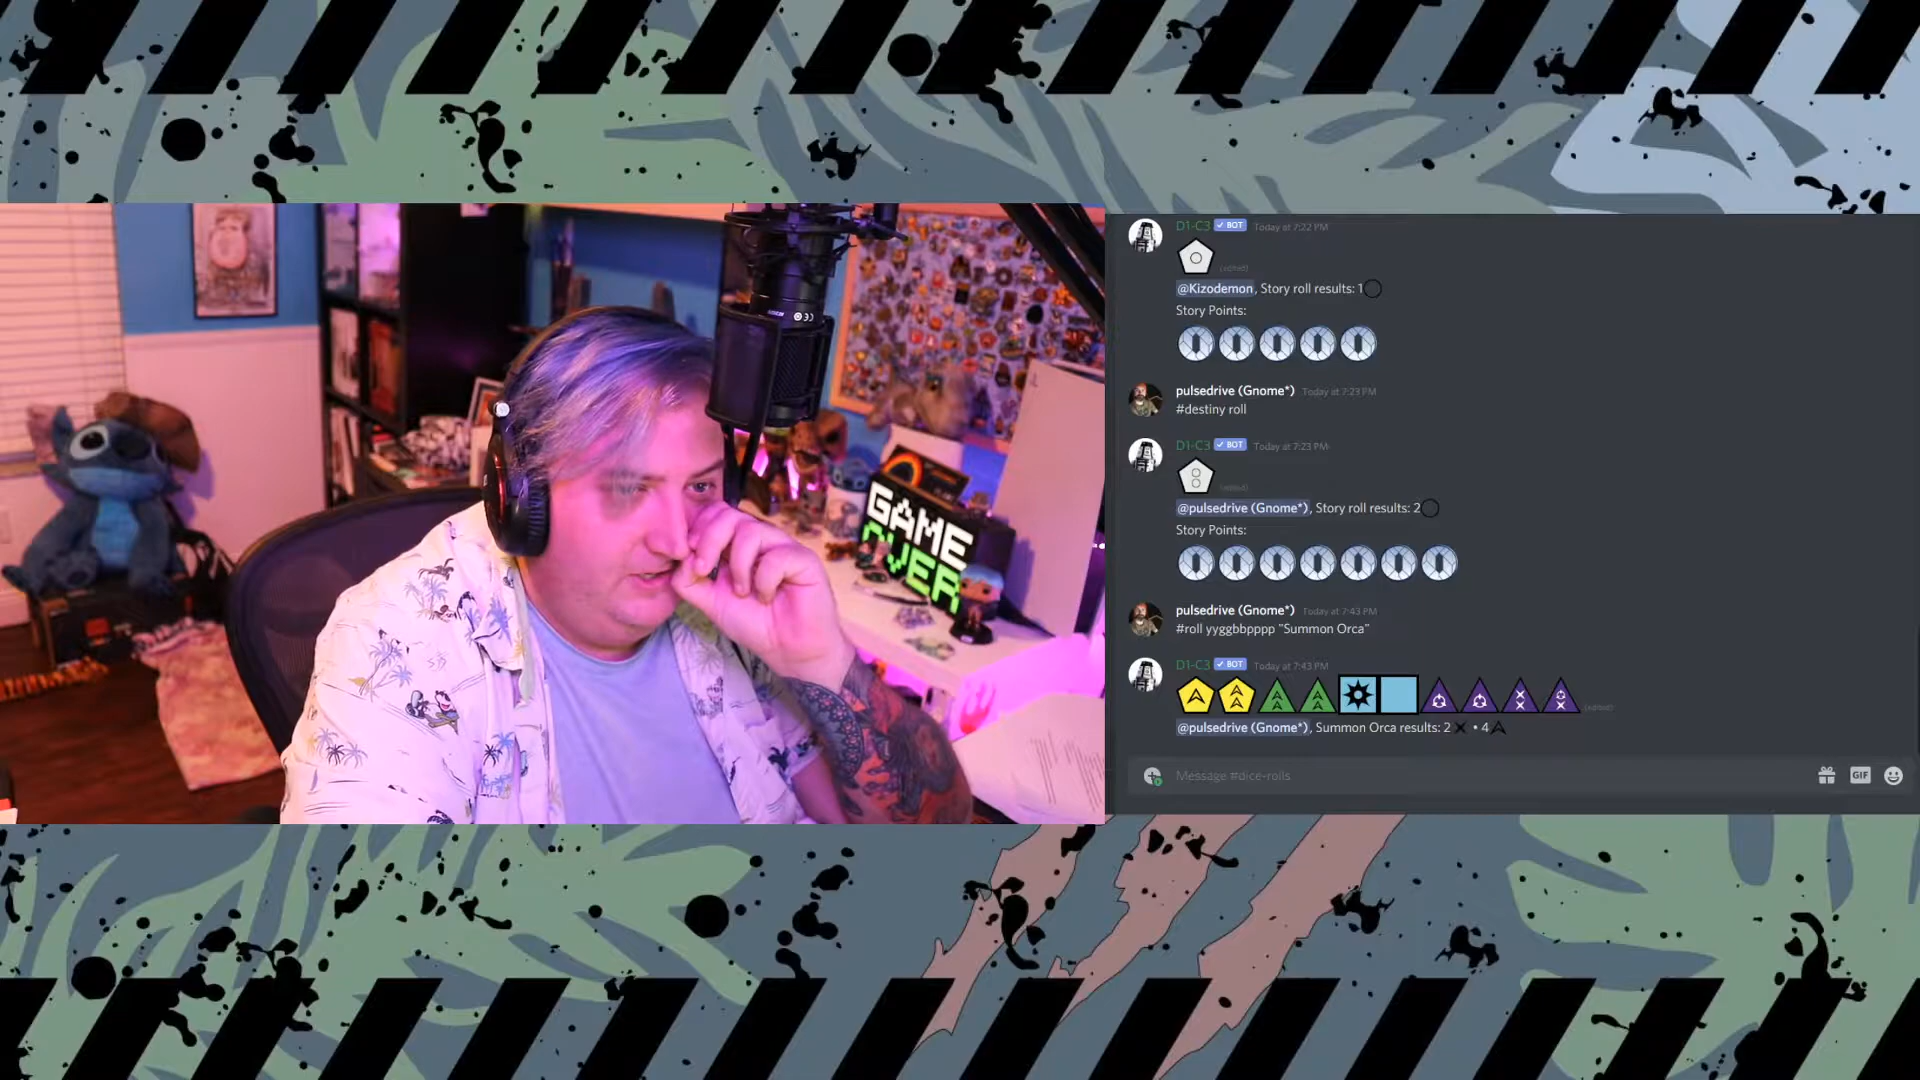 GAME
OVER
D1-C3 ✓ BOT Today at 7:22 PM
(edited)
@Kizodemon, Story roll results: 1
Story Points:
pulsedrive (Gnome*) Today at 7:23 PM
#destiny roll
D1-C3 ✓ BOT Today at 7:23 PM
(edited)
@pulsedrive (Gnome*), Story roll results: 2
Story Points:
pulsedrive (Gnome*) Today at 7:43 PM
#roll yyggbbpppp "Summon Orca"
D1-C3 ✓ BOT Today at 7:43 PM
(edited)
@pulsedrive (Gnome*), Summon Orca results: 2 • 4
Message #dice-rolls
GIF